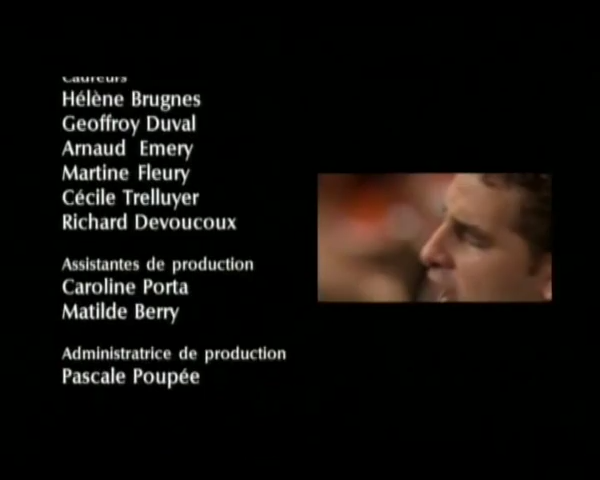 Cadreurs
Hélène Brugnes
Geoffroy Duval
Arnaud Emery
Martine Fleury
Cécile Trelluyer
Richard Devoucoux
Assistantes de production
Caroline Porta
Matilde Berry
Administratrice de production
Pascale Poupée